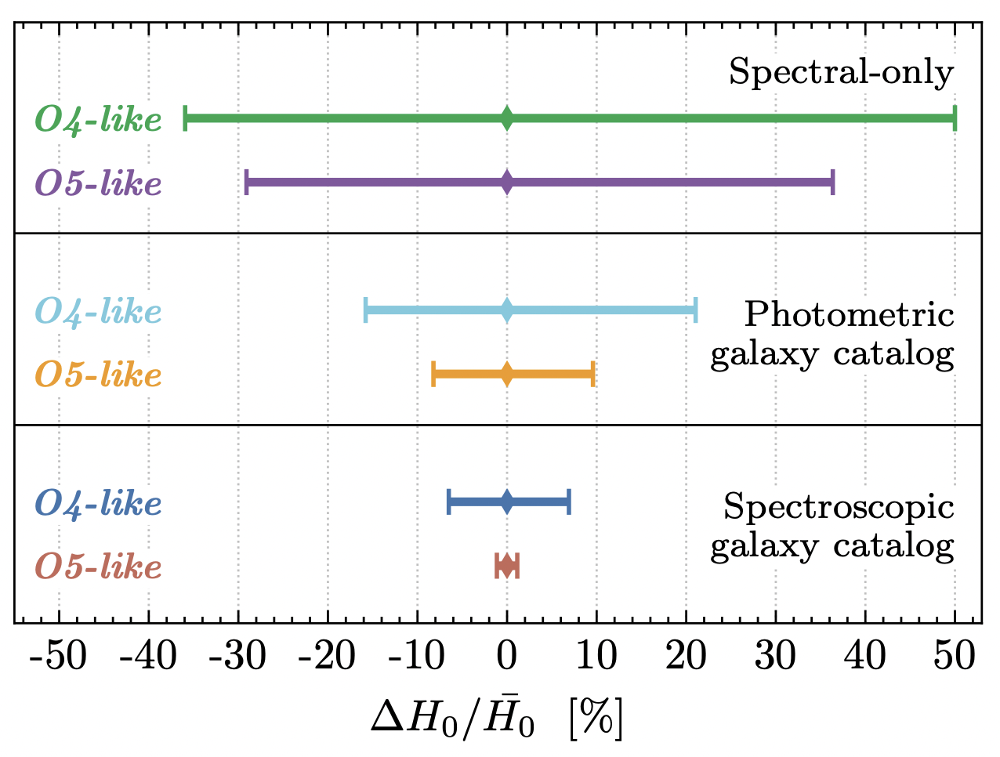 Spectral-only
O4-like
O5-like
O4-like
Photometric
galaxy catalog
O5-like
O4-like
Spectroscopic
galaxy catalog
O5-like
-50 -40 -30 -20 -10 0 10 20 30 40 50
ΔH₀/H̄₀ [%]